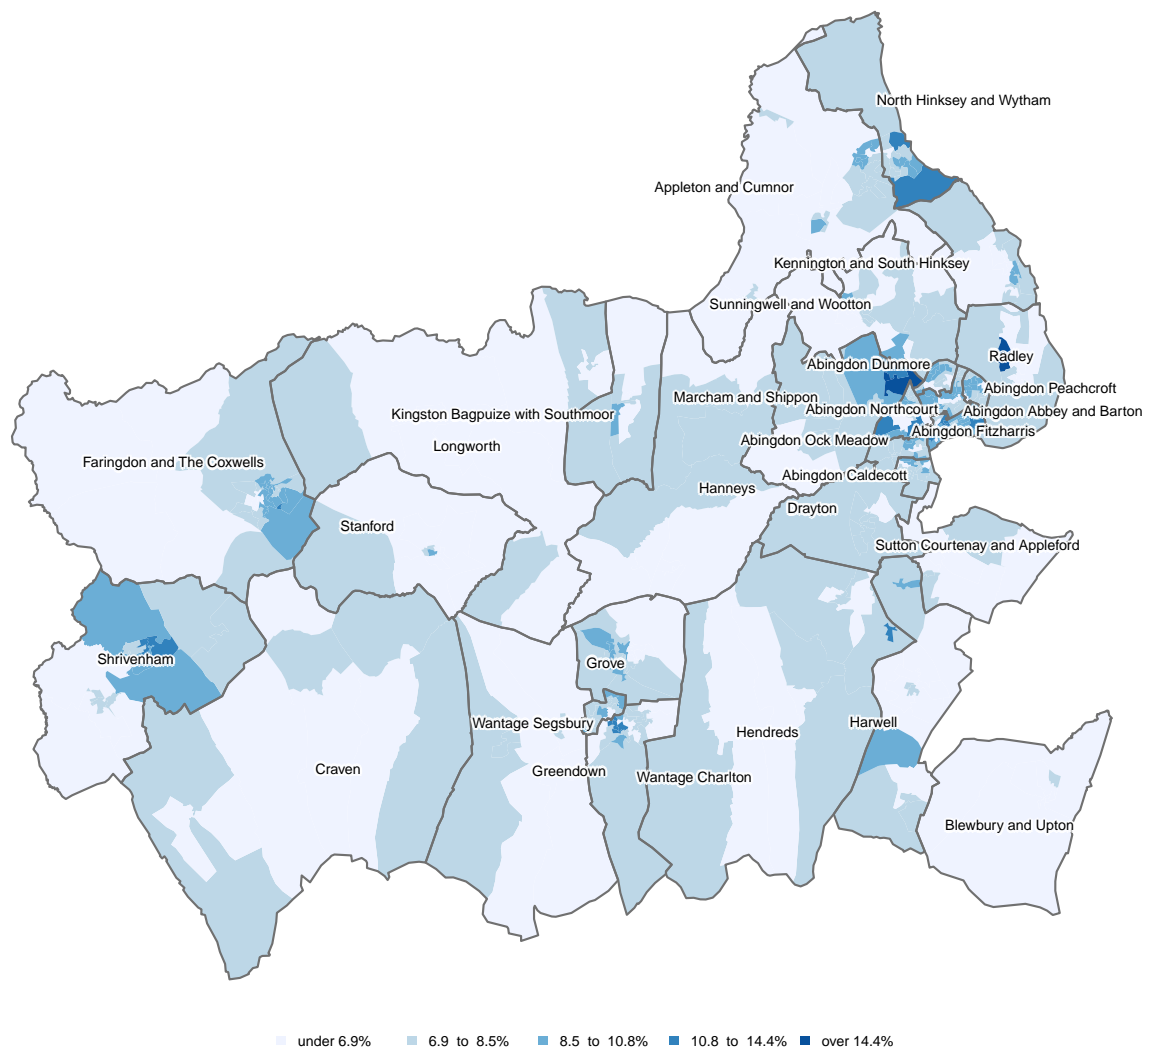 North Hinksey and Wytham
Appleton and Cumnor
Kennington and South Hinksey
Sunningwell and Wootton
Radley
Abingdon Dunmore
Abingdon Peachcroft
Marcham and Shippon
Abingdon Northcourt
Abingdon Abbey and Barton
Kingston Bagpuize with Southmoor
Abingdon Fitzharris
Longworth
Abingdon Ock Meadow
Faringdon and The Coxwells
Abingdon Caldecott
Hanneys
Drayton
Stanford
Sutton Courtenay and Appleford
Shrivenham
Grove
Wantage Segsbury
Harwell
Hendreds
Craven
Greendown
Wantage Charlton
Blewbury and Upton
under 6.9% 6.9 to 8.5% 8.5 to 10.8% 10.8 to 14.4% over 14.4%